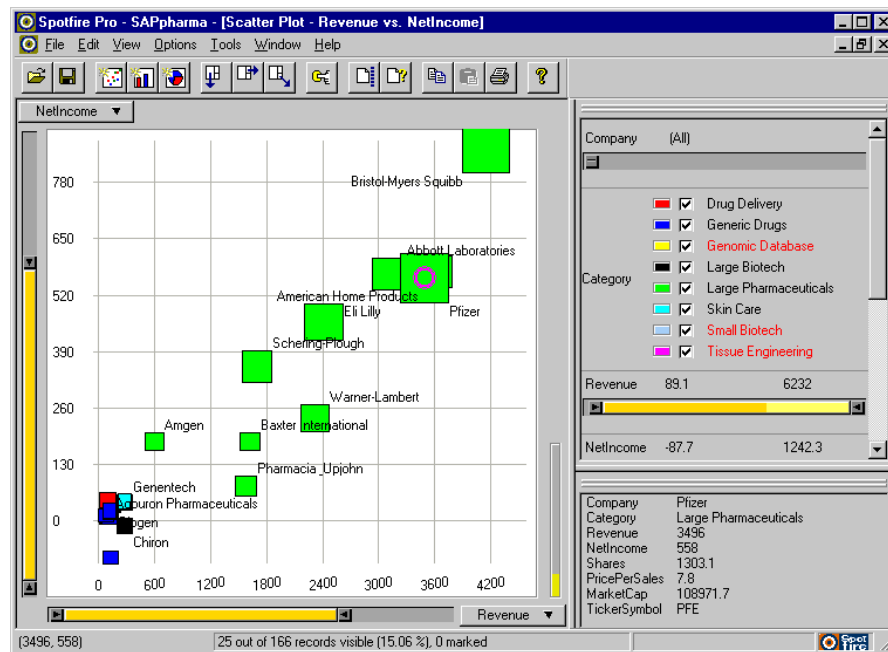 Spotfire Pro - SAPpharma - [Scatter Plot - Revenue vs. NetIncome]
File Edit View Options Tools Window Help
NetIncome
780
650
520
390
260
130
0
0 600 1200 1800 2400 3000 3600 4200
Bristol-Myers Squibb
Abbott Laboratories
American Home Products
Eli Lilly
Pfizer
Schering-Plough
Warner-Lambert
Amgen
Baxter International
Pharmacia_Upjohn
Genentech
Agouron Pharmaceuticals
Biogen
Chiron
Revenue
Company (All)
Category
Drug Delivery
Generic Drugs
Genomic Database
Large Biotech
Large Pharmaceuticals
Skin Care
Small Biotech
Tissue Engineering
Revenue 89.1 6232
NetIncome -87.7 1242.3
Company Pfizer
Category Large Pharmaceuticals
Revenue 3496
NetIncome 558
Shares 1303.1
PricePerSales 7.8
MarketCap 108971.7
TickerSymbol PFE
(3496, 558) 25 out of 166 records visible (15.06 %), 0 marked
Spot
fire